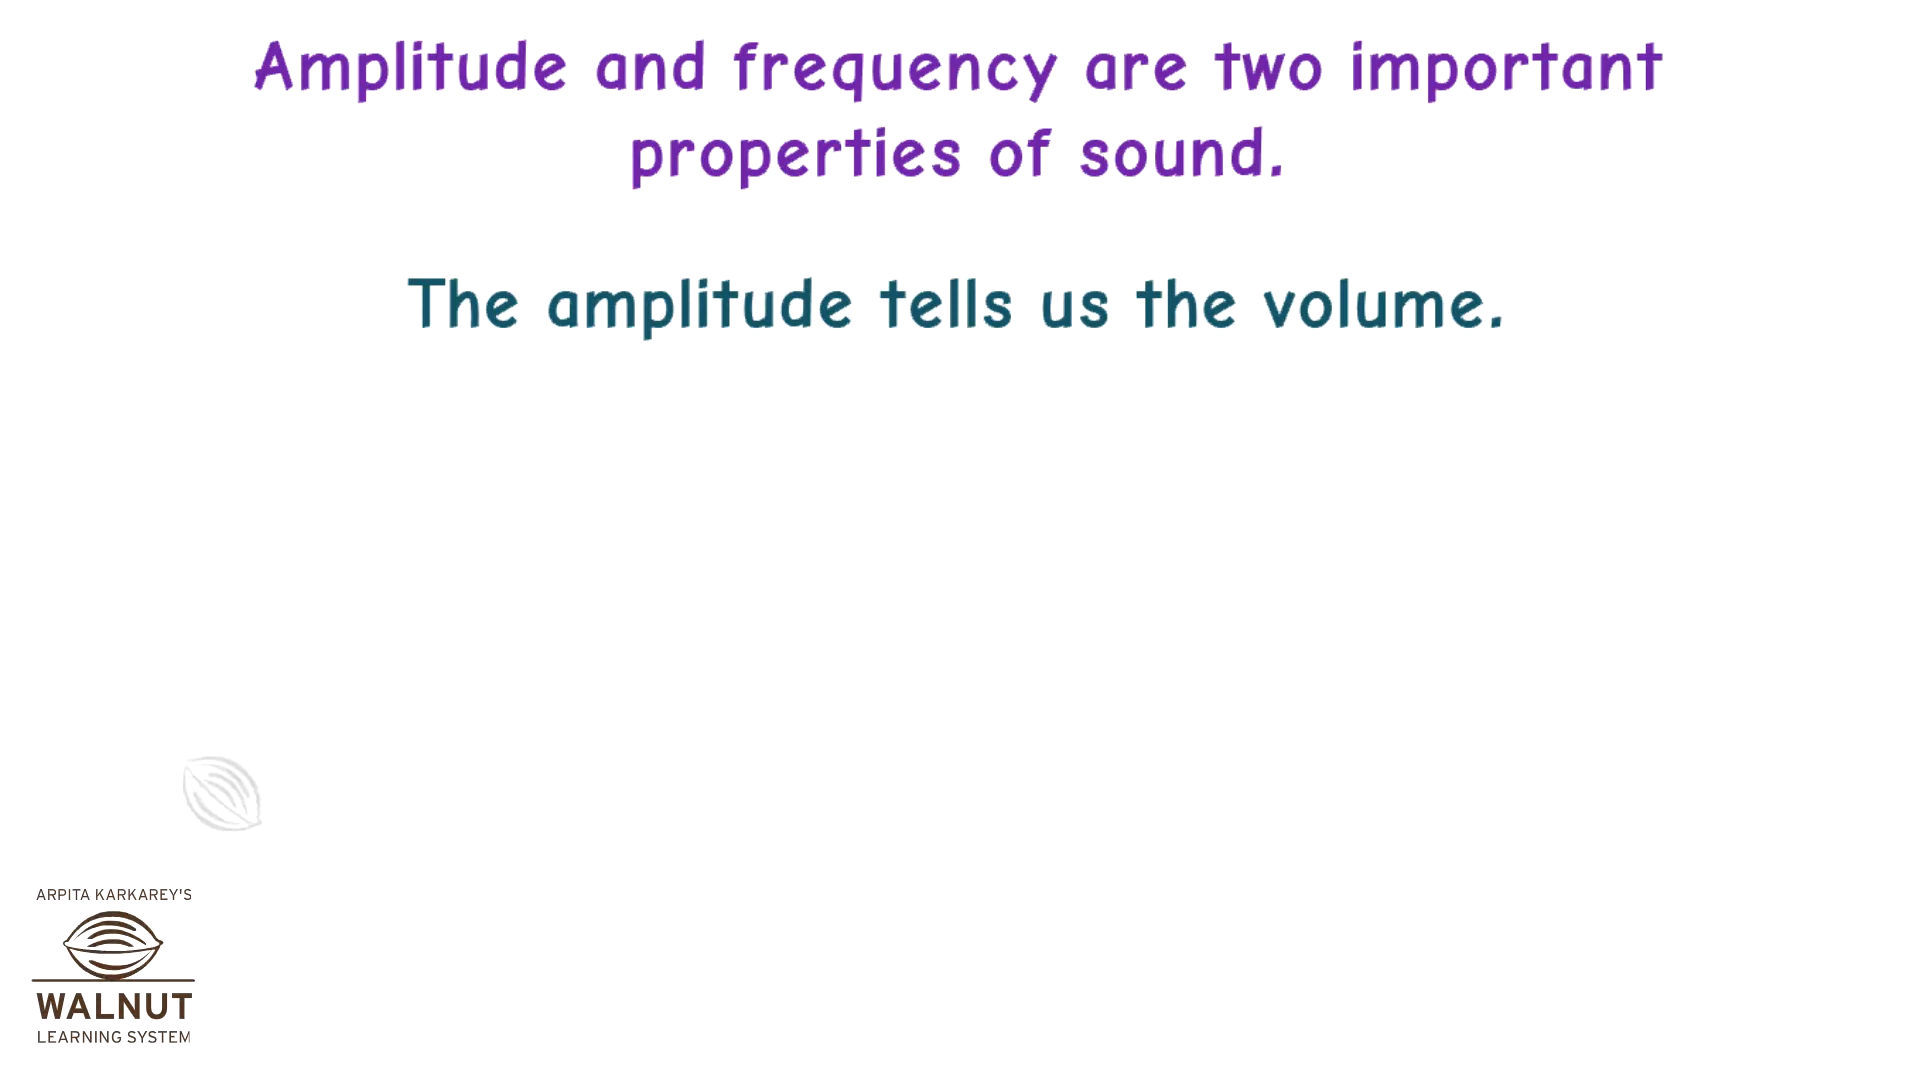 Amplitude and frequency are two important
properties of sound.
The amplitude tells us the volume.
ARPITA KARKAREY'S
WALNUT
LEARNING SYSTEM